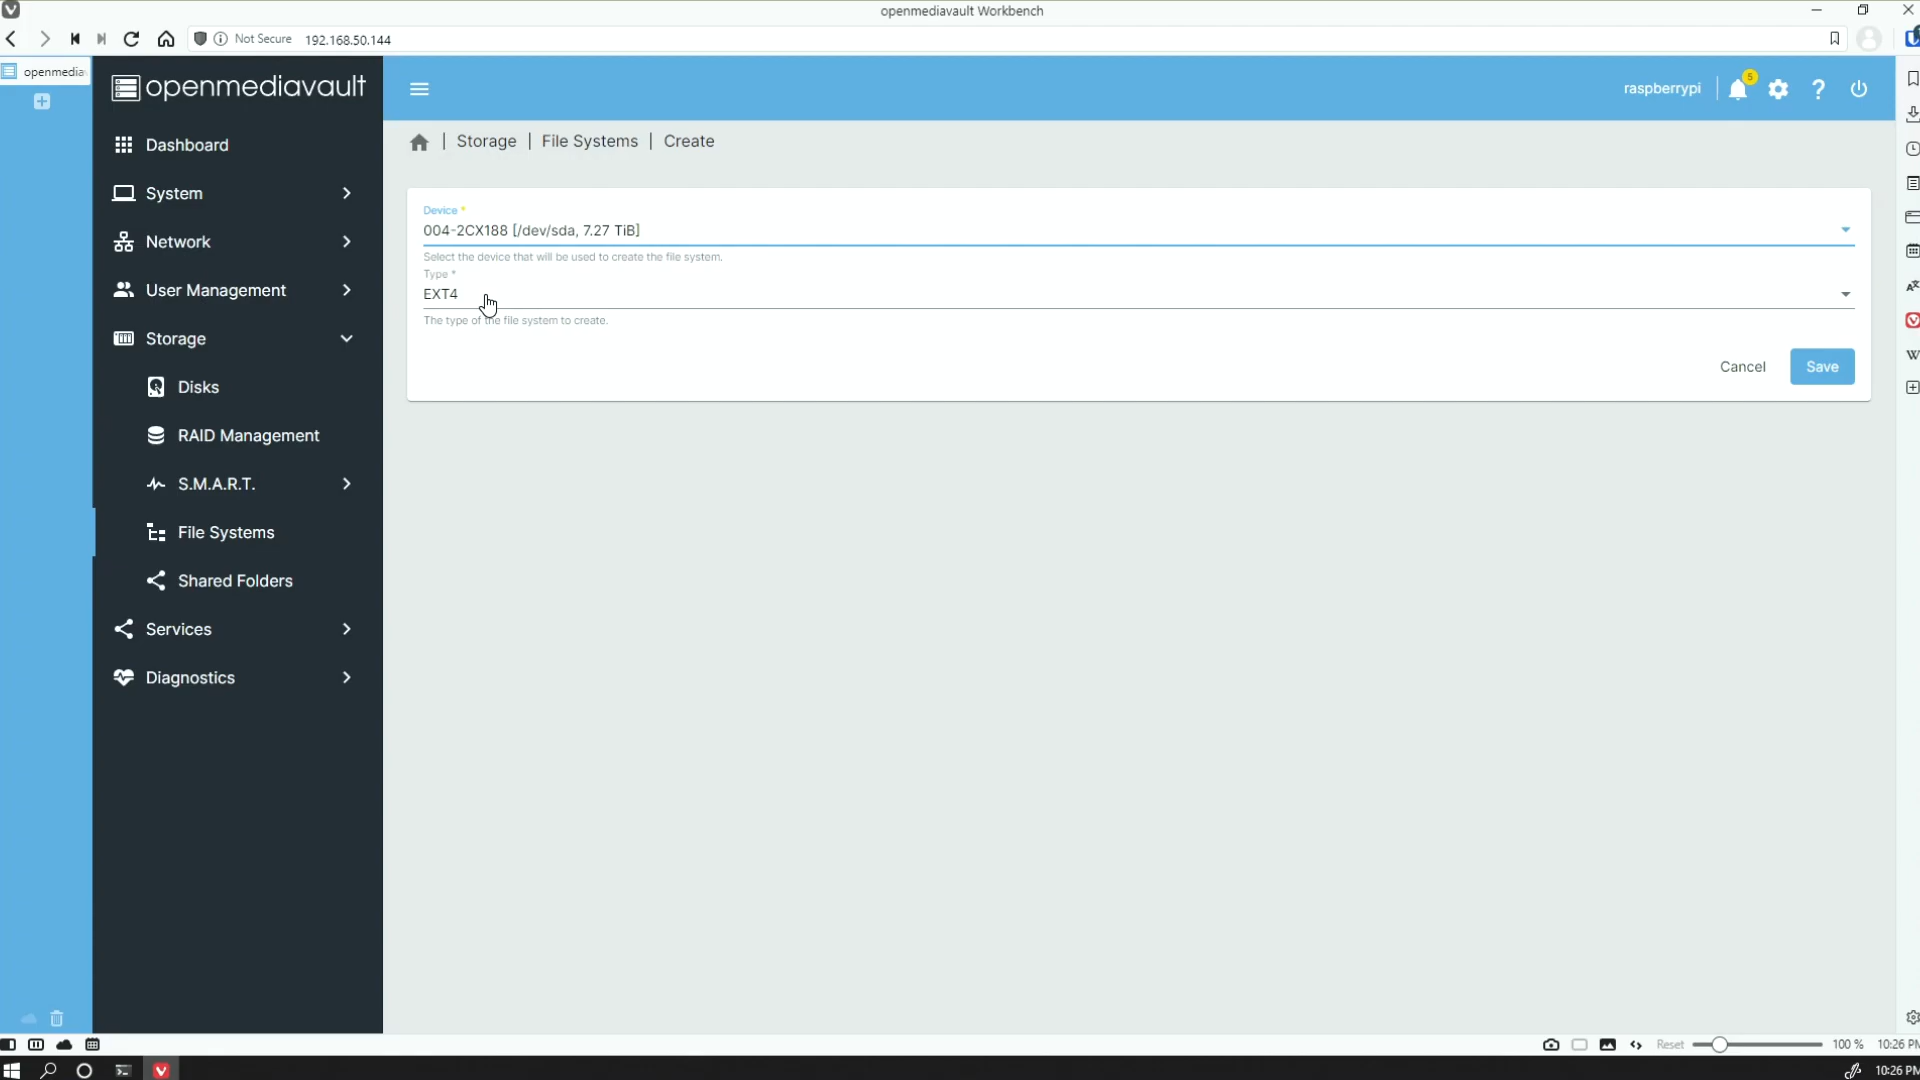 openmediavault Workbench
Not Secure 192.168.50.144
openmedia
openmediavault
raspberrypi
5
Dashboard
System
Network
User Management
Storage
Disks
RAID Management
S.M.A.R.T.
File Systems
Shared Folders
Services
Diagnostics
| Storage | File Systems | Create
Device *
004-2CX188 [/dev/sda, 7.27 TiB]
Select the device that will be used to create the file system.
Type *
EXT4
The type of the file system to create.
Cancel
Save
Reset
100 %
10:26 PM
10:26 PM